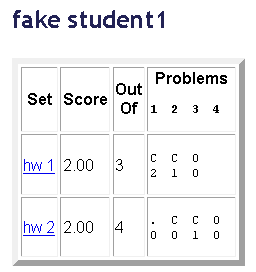 fake student1
Set Score Out Of Problems
1 2 3 4
hw 1 2.00 3 C C 0
2 1 0
hw 2 2.00 4 . C C 0
0 0 1 0